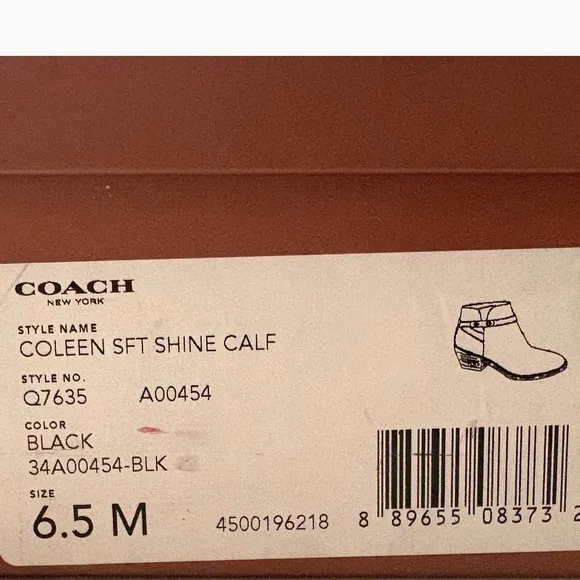 COACH
NEW YORK
STYLE NAME
COLEEN SFT SHINE CALF
STYLE NO.
Q7635 A00454
COLOR
BLACK
34A00454-BLK
SIZE
6.5 M 4500196218 8 89655 08373 2